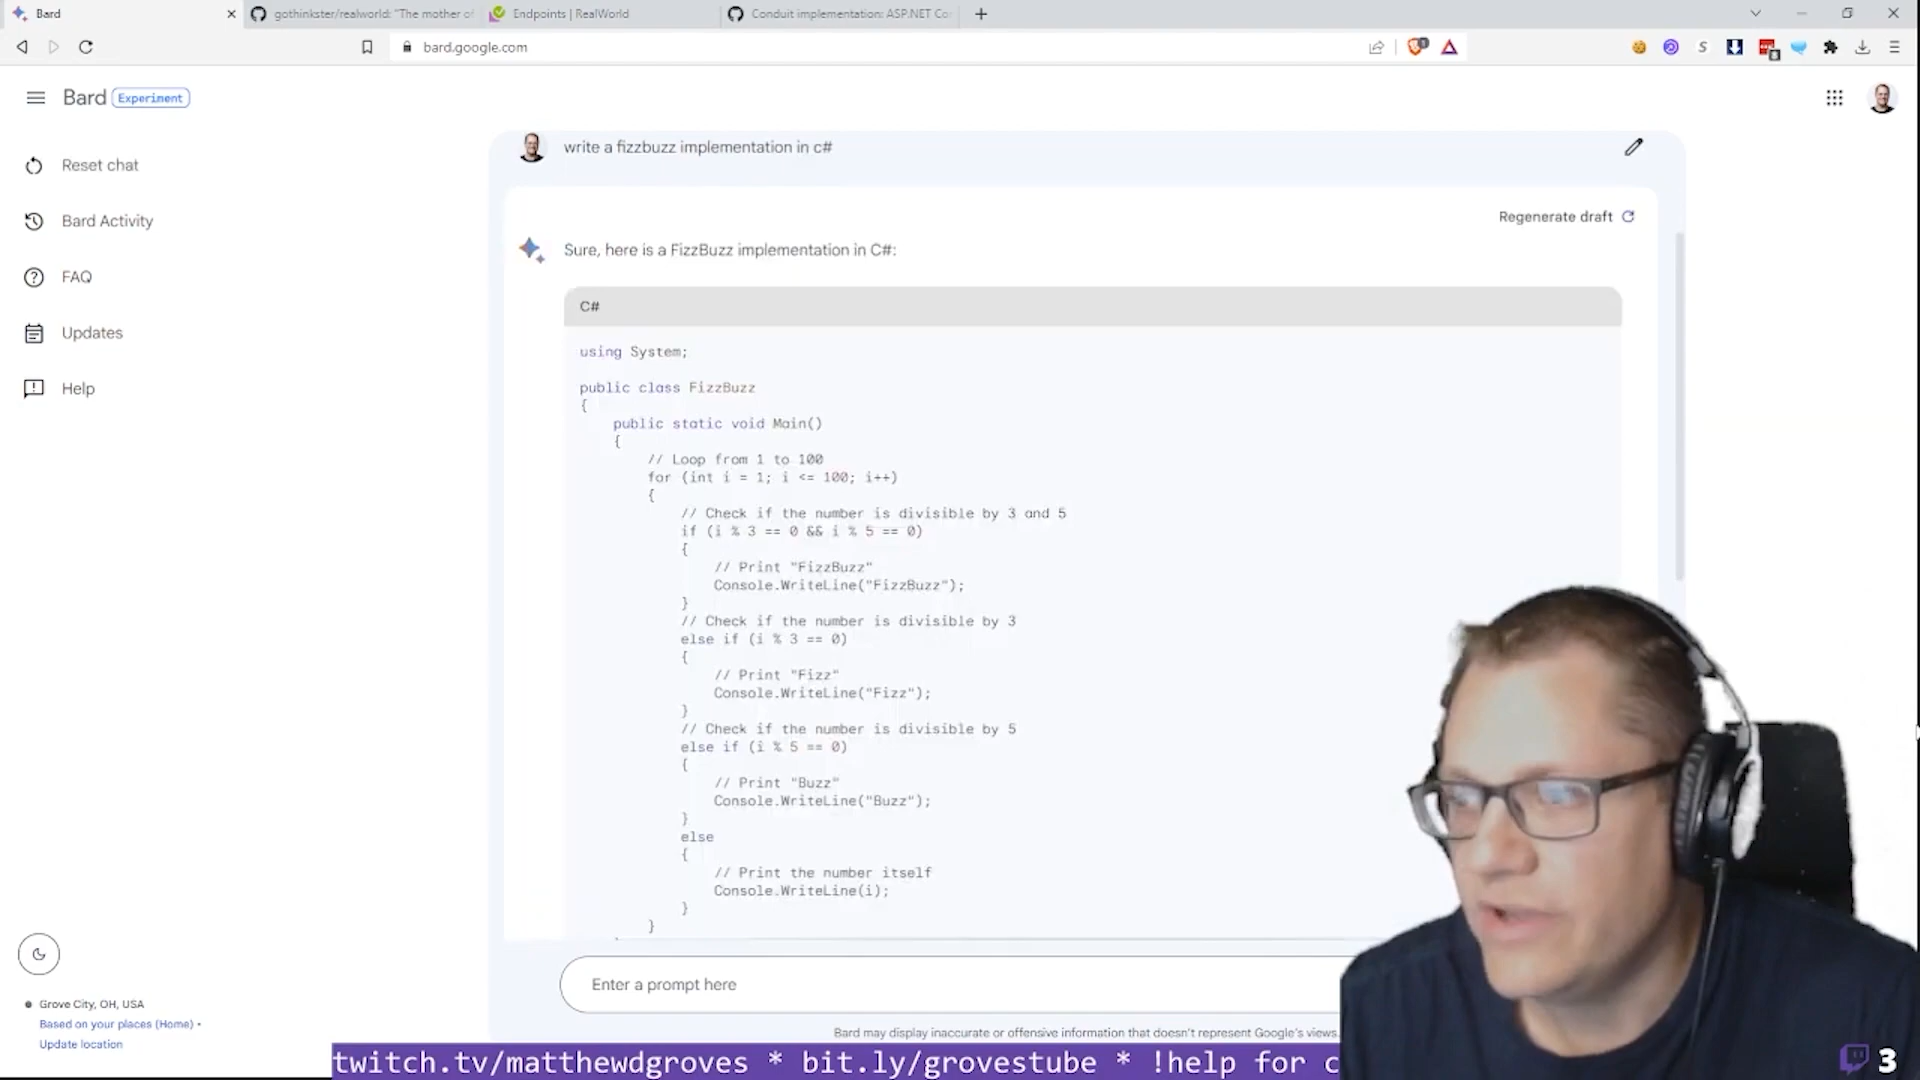 Bard
gothinkster/realworld: "The mother of
Endpoints | RealWorld
Conduit implementation: ASP.NET Co
bard.google.com
1
S
Bard Experiment
Reset chat
Bard Activity
FAQ
Updates
Help
write a fizzbuzz implementation in c#
Regenerate draft
Sure, here is a FizzBuzz implementation in C#:
C#
using System;
public class FizzBuzz
{
public static void Main()
{
// Loop from 1 to 100
for (int i = 1; i <= 100; i++)
{
// Check if the number is divisible by 3 and 5
if (i % 3 == 0 && i % 5 == 0)
{
// Print "FizzBuzz"
Console.WriteLine("FizzBuzz");
}
// Check if the number is divisible by 3
else if (i % 3 == 0)
{
// Print "Fizz"
Console.WriteLine("Fizz");
}
// Check if the number is divisible by 5
else if (i % 5 == 0)
{
// Print "Buzz"
Console.WriteLine("Buzz");
}
else
{
// Print the number itself
Console.WriteLine(i);
}
}
Enter a prompt here
Grove City, OH, USA
Based on your places (Home) •
Update location
Bard may display inaccurate or offensive information that doesn't represent Google's views.
twitch.tv/matthewdgroves * bit.ly/grovestube * !help for c
3